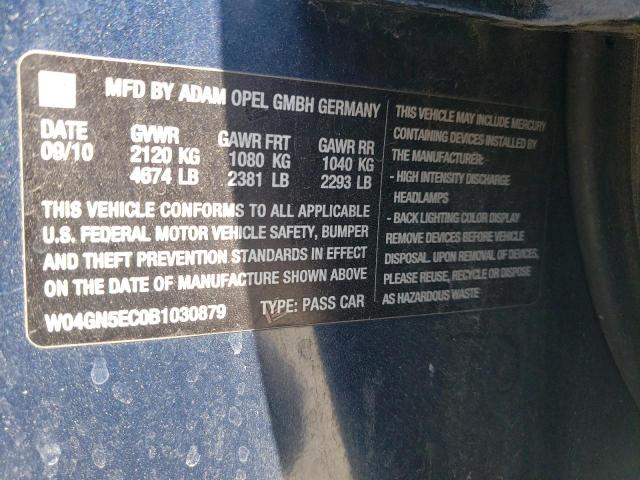 MFD BY ADAM OPEL GMBH GERMANY
DATE GVWR GAWR FRT GAWR RR
09/10 2120 KG 1080 KG 1040 KG
4674 LB 2381 LB 2293 LB
THIS VEHICLE CONFORMS TO ALL APPLICABLE
U.S. FEDERAL MOTOR VEHICLE SAFETY, BUMPER
AND THEFT PREVENTION STANDARDS IN EFFECT
ON THE DATE OF MANUFACTURE SHOWN ABOVE
W04GN5EC0B1030879 TYPE: PASS CAR
THIS VEHICLE MAY INCLUDE MERCURY
CONTAINING DEVICES INSTALLED BY
THE MANUFACTURER:
- HIGH INTENSITY DISCHARGE
HEADLAMPS
- BACK LIGHTING COLOR DISPLAY
REMOVE DEVICES BEFORE VEHICLE
DISPOSAL. UPON REMOVAL OF DEVICES,
PLEASE REUSE, RECYCLE OR DISPOSE
AS HAZARDOUS WASTE